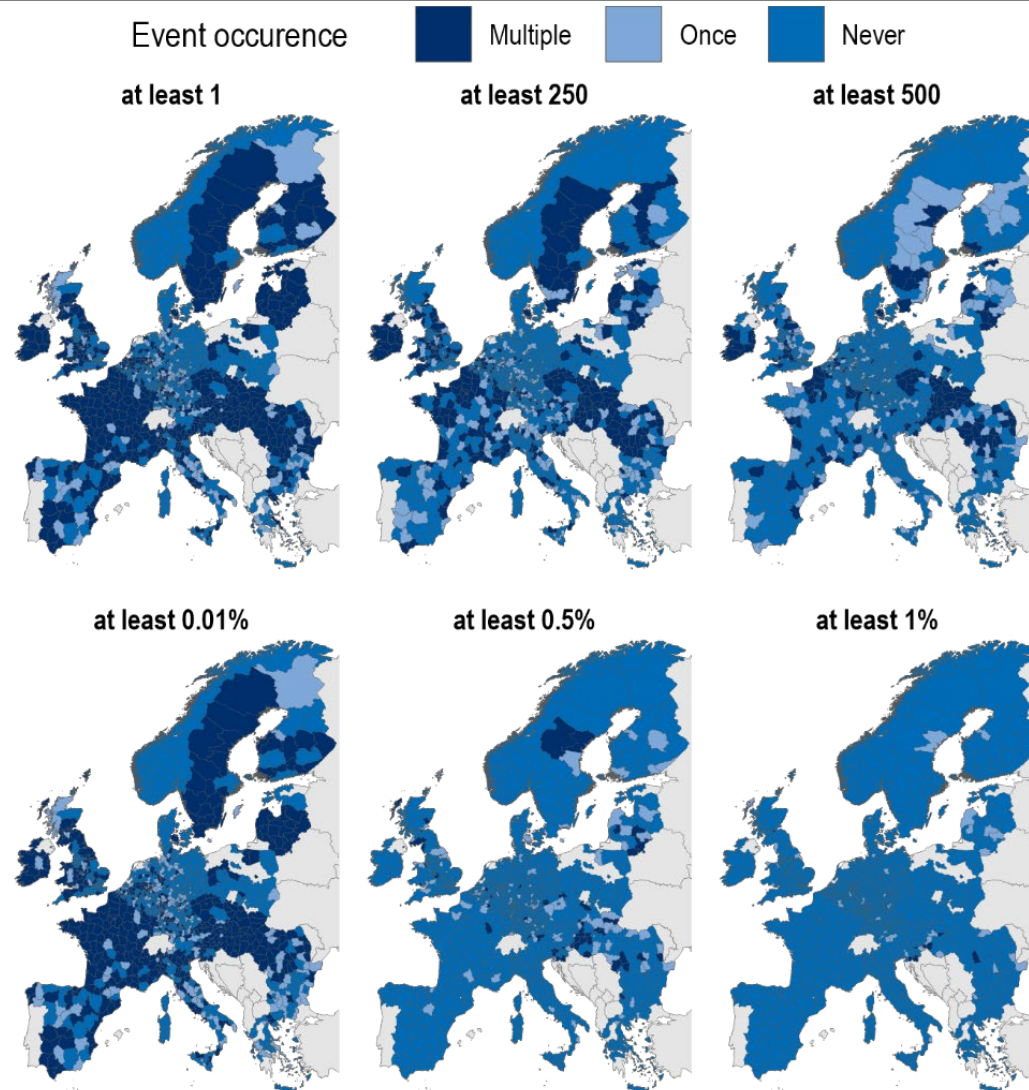 Event occurence Multiple Once Never
at least 1 at least 250 at least 500
at least 0.01% at least 0.5% at least 1%